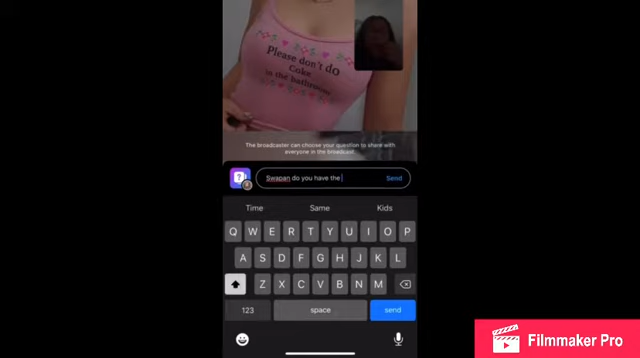 Please don't do
Coke
in the bathroom
The broadcaster can choose your question to share with
everyone in the broadcast.
Swapan do you have the
Send
Time Same Kids
Q W E R T Y U I O P
A S D F G H J K L
Z X C V B N M
123 space send
Filmmaker Pro